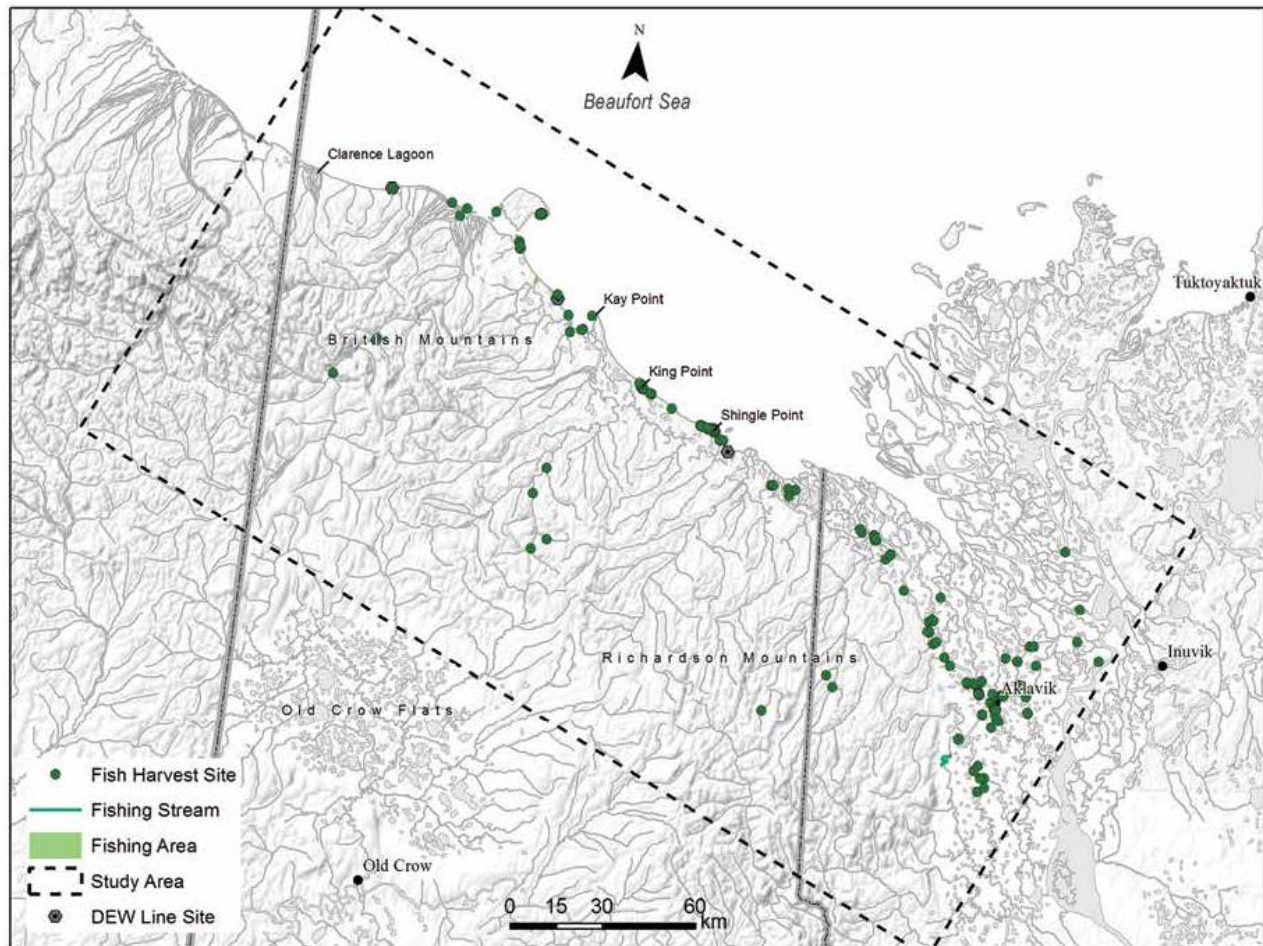 N
Beaufort Sea
Clarence Lagoon
Tuktoyaktuk
Kay Point
British Mountains
King Point
Shingle Point
Richardson Mountains
Inuvik
Aklavik
Old Crow Flats
Fish Harvest Site
Fishing Stream
Fishing Area
Study Area
DEW Line Site
Old Crow
0 15 30 60
km